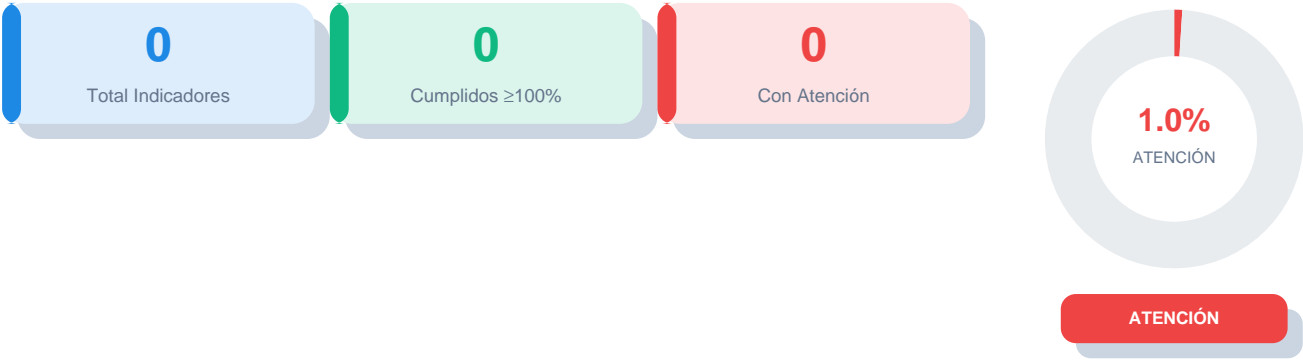 0
Total Indicadores
0
Cumplidos ≥100%
0
Con Atención
1.0%
ATENCIÓN
ATENCIÓN